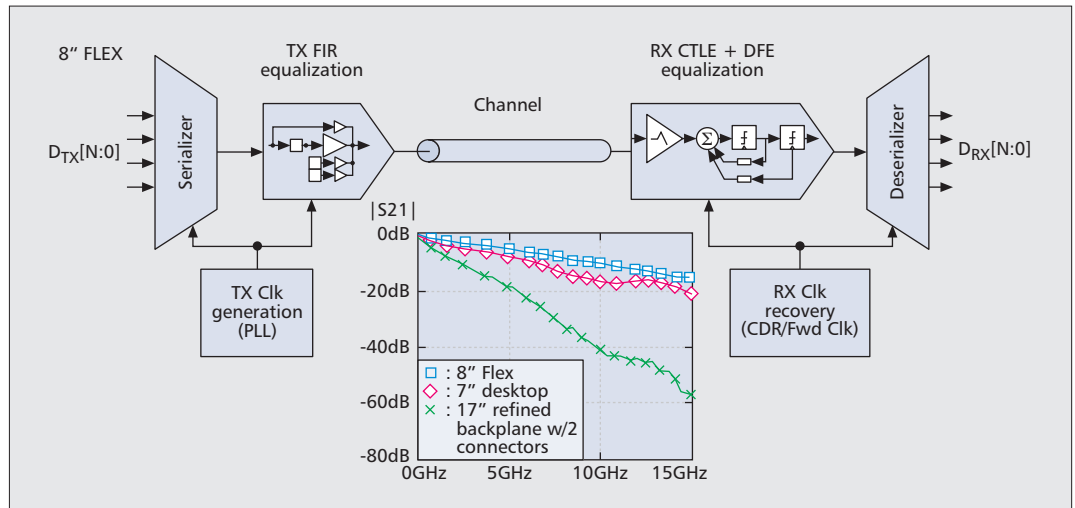 8" FLEX
TX FIR
equalization
RX CTLE + DFE
equalization
Channel
D_TX[N:0]
Serializer
Σ
Deserializer
D_RX[N:0]
TX Clk
generation
(PLL)
RX Clk
recovery
(CDR/Fwd Clk)
|S21|
0dB
-20dB
-40dB
-60dB
-80dB
: 8" Flex
: 7" desktop
: 17" refined
backplane w/2
connectors
0GHz
5GHz
10GHz
15GHz